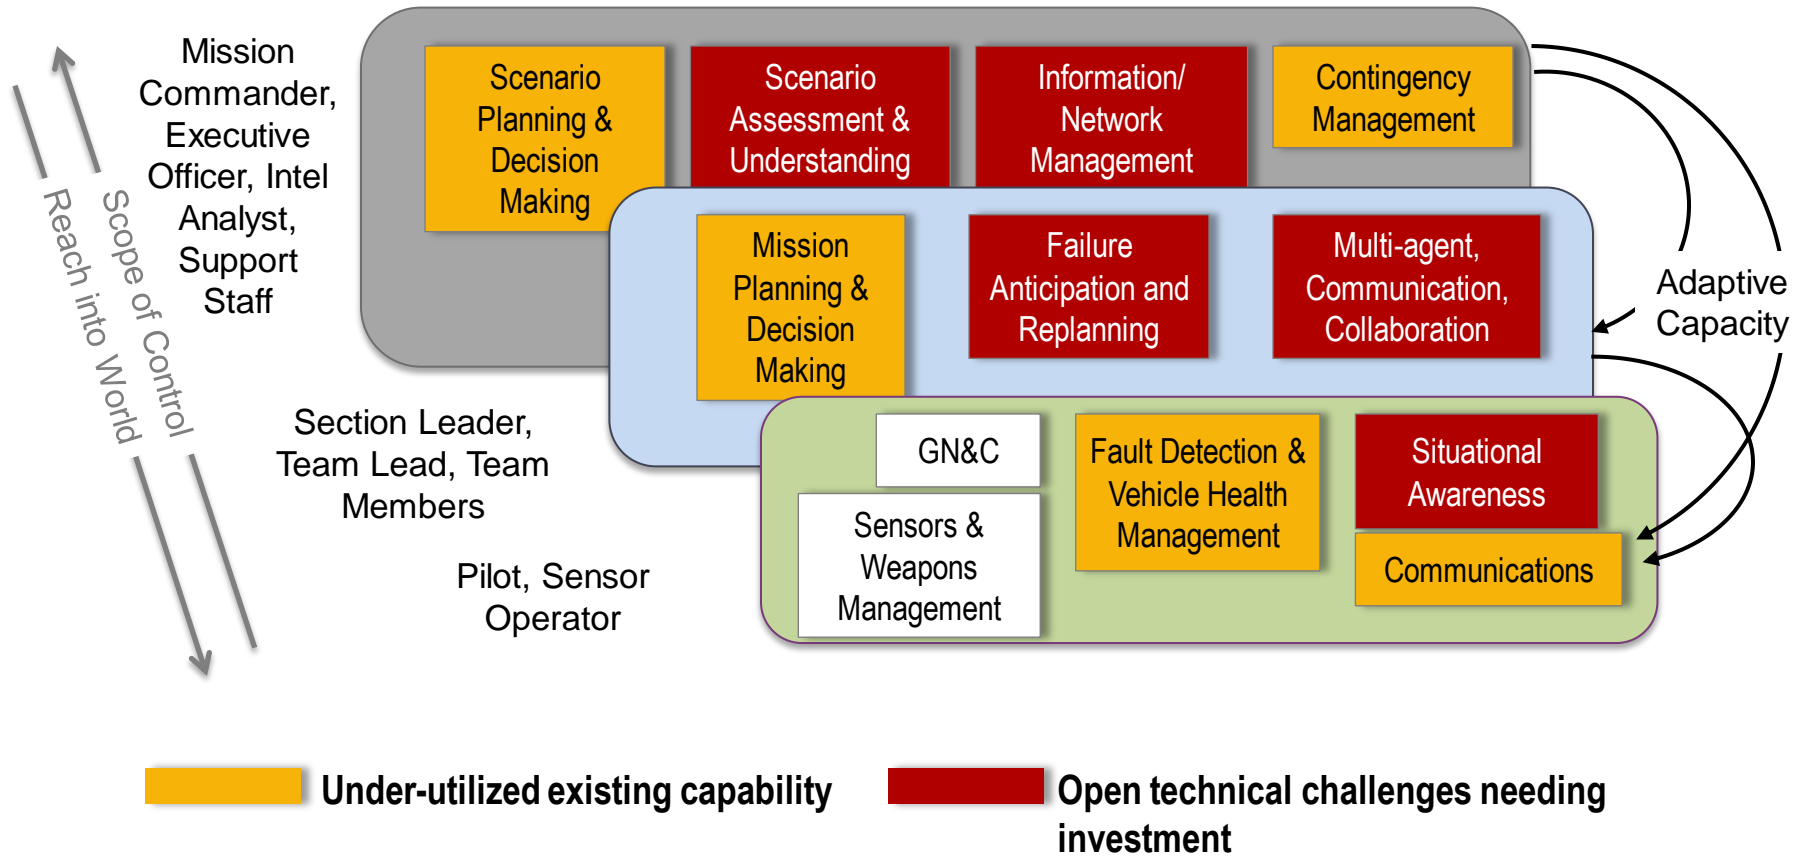 Mission
Commander,
Executive
Officer, Intel
Analyst,
Support
Staff
Scope of Control
Reach into World
Scenario
Planning &
Decision
Making
Scenario
Assessment &
Understanding
Information/
Network
Management
Contingency
Management
Mission
Planning &
Decision
Making
Failure
Anticipation and
Replanning
Multi-agent,
Communication,
Collaboration
Adaptive
Capacity
Section Leader,
Team Lead, Team
Members
GN&C
Sensors &
Weapons
Management
Fault Detection &
Vehicle Health
Management
Situational
Awareness
Communications
Pilot, Sensor
Operator
Under-utilized existing capability
Open technical challenges needing
investment